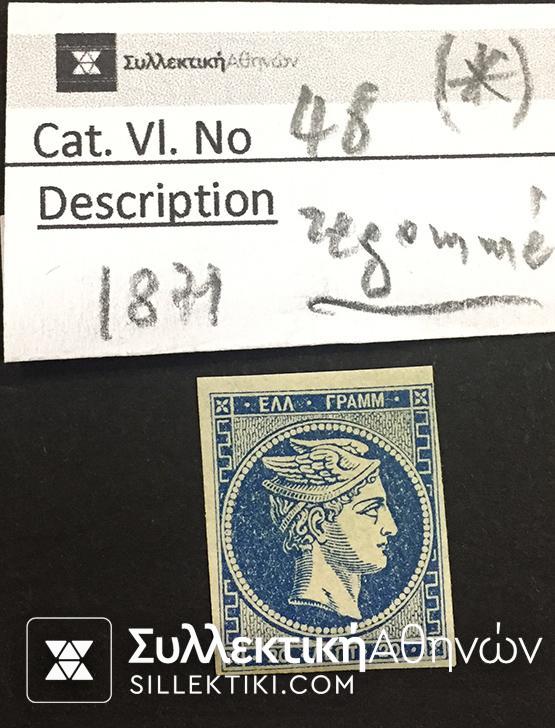 ΣυλλεκτικήΑθηνών
Cat. Vl. No 48 (*)
Description regommé
1871
· ΕΛΛ · ΓΡΑΜΜ ·
ΣυλλεκτικήΑθηνών
SILLEKTIKI.COM